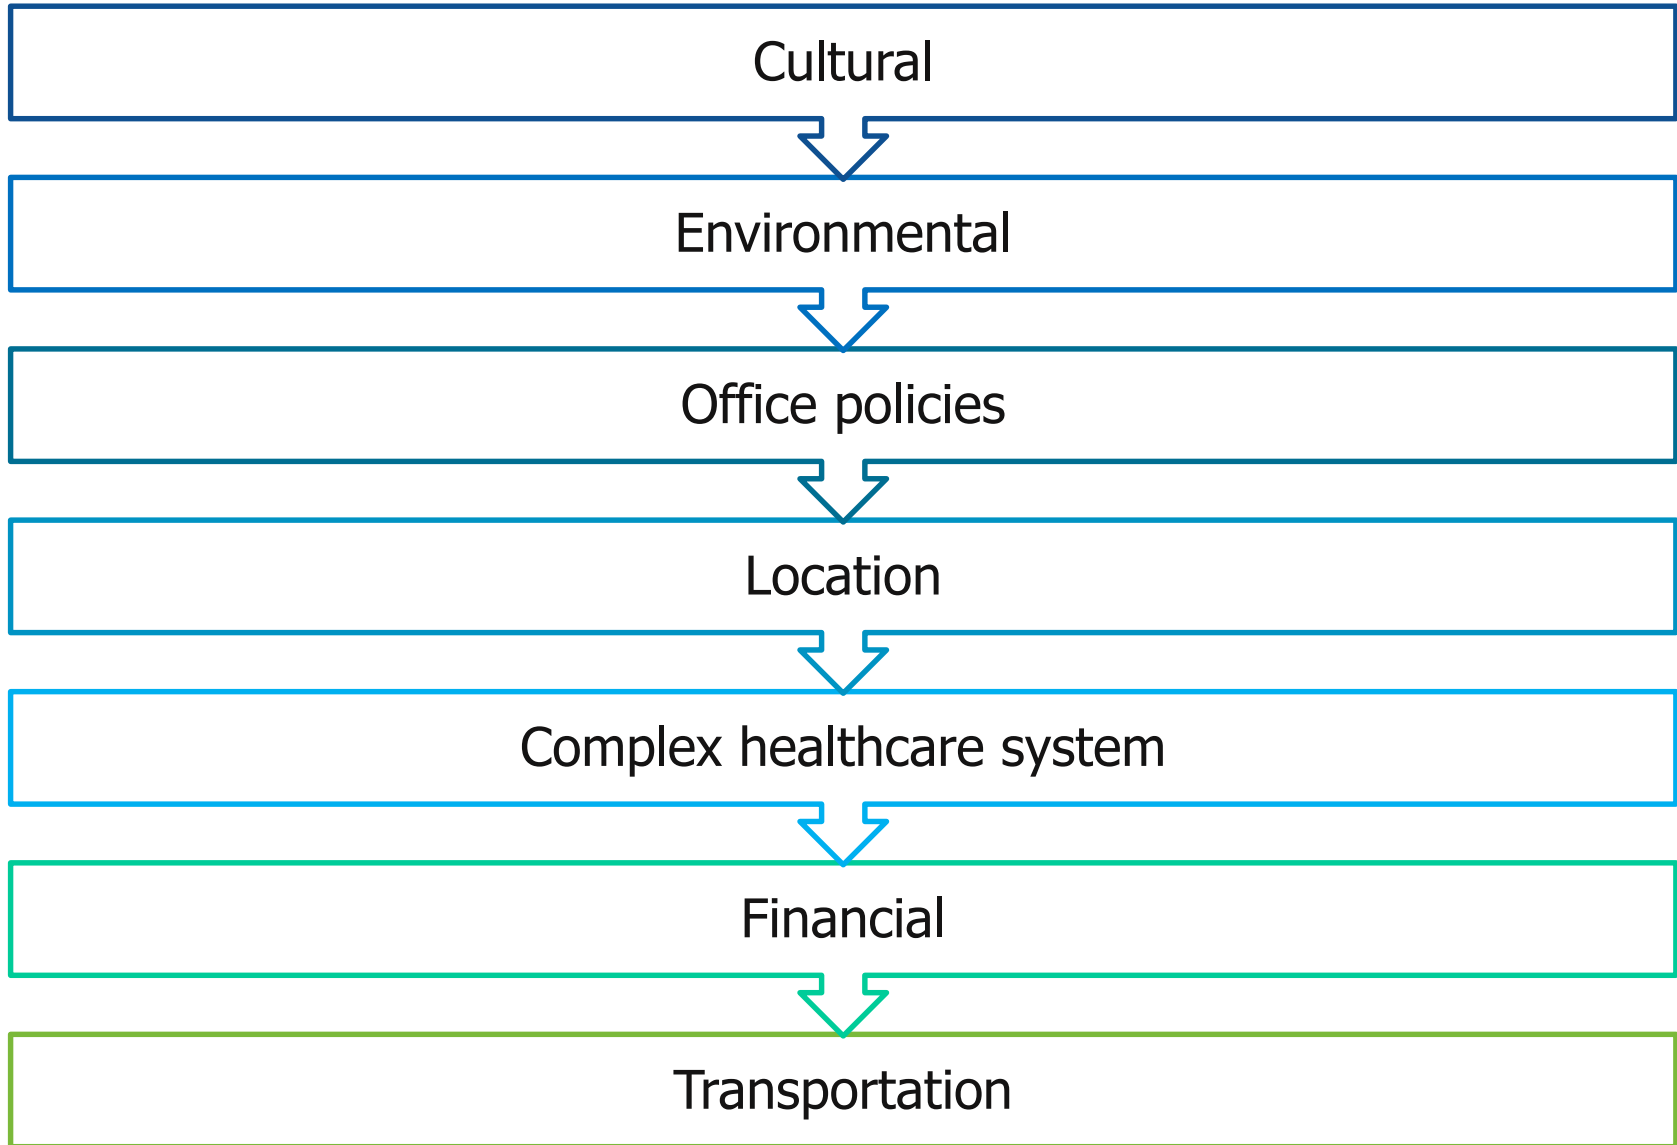 Cultural
Environmental
Office policies
Location
Complex healthcare system
Financial
Transportation